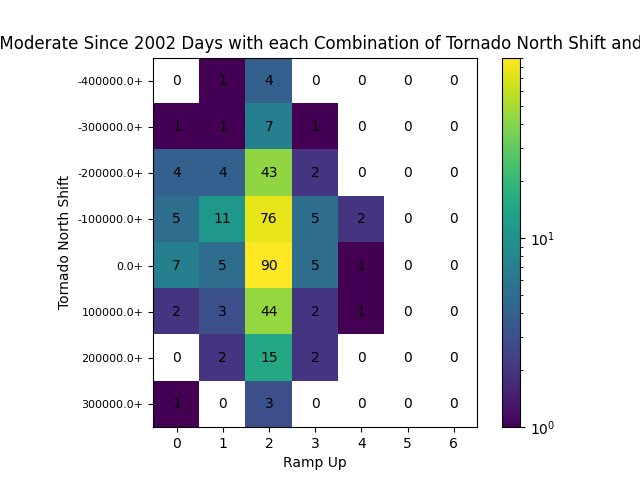 Moderate Since 2002 Days with each Combination of Tornado North Shift and
-400000.0+ 0 1 4 0 0 0 0
-300000.0+ 1 1 7 1 0 0 0
-200000.0+ 4 4 43 2 0 0 0
-100000.0+ 5 11 76 5 2 0 0
0.0+ 7 5 90 5 1 0 0
100000.0+ 2 3 44 2 1 0 0
200000.0+ 0 2 15 2 0 0 0
300000.0+ 1 0 3 0 0 0 0
0 1 2 3 4 5 6
Ramp Up
Tornado North Shift
10¹
10⁰